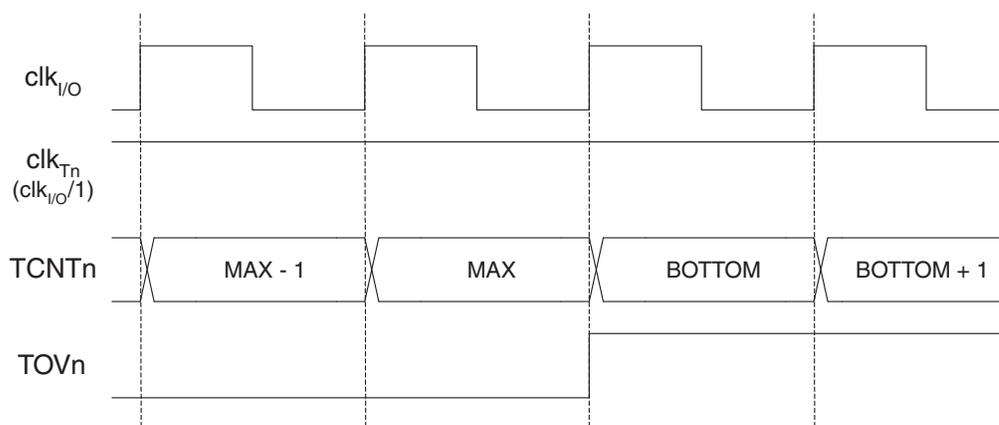 clkI/O
clkTn
(clkI/O/1)
TCNTn
MAX - 1
MAX
BOTTOM
BOTTOM + 1
TOVn